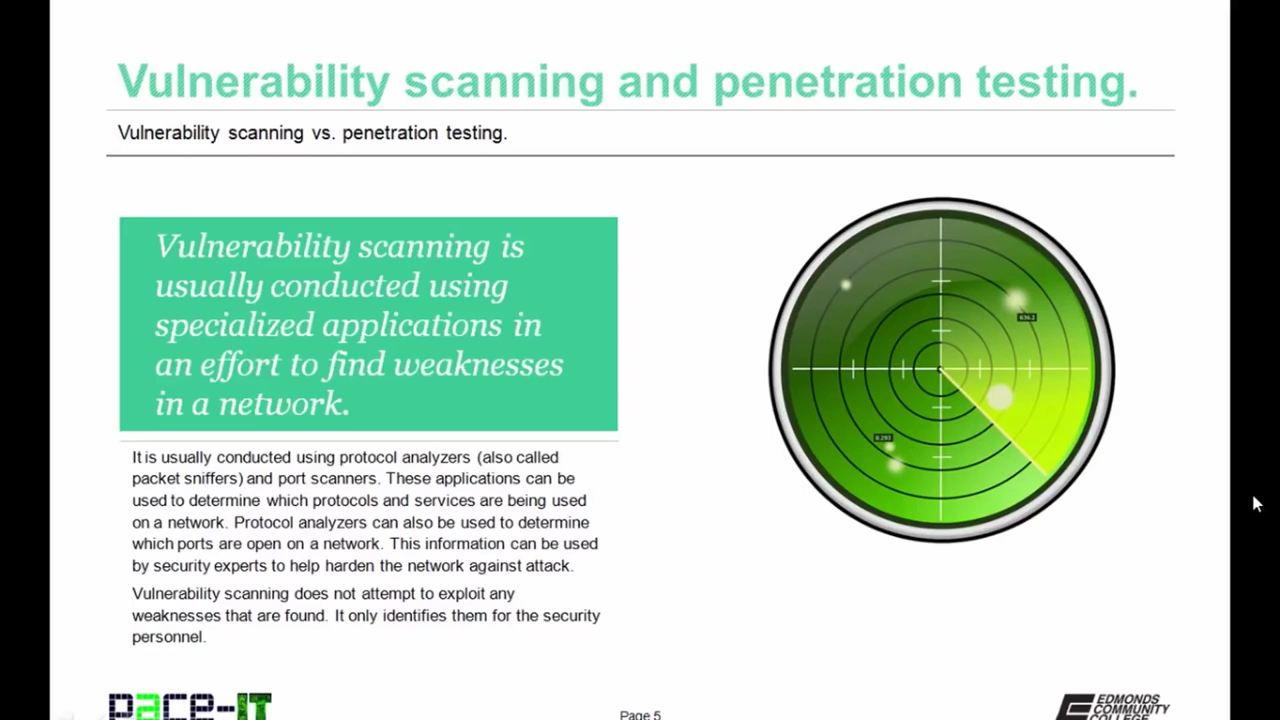 Vulnerability scanning and penetration testing.
Vulnerability scanning vs. penetration testing.
Vulnerability scanning is
usually conducted using
specialized applications in
an effort to find weaknesses
in a network.
It is usually conducted using protocol analyzers (also called
packet sniffers) and port scanners. These applications can be
used to determine which protocols and services are being used
on a network. Protocol analyzers can also be used to determine
which ports are open on a network. This information can be used
by security experts to help harden the network against attack.
Vulnerability scanning does not attempt to exploit any
weaknesses that are found. It only identifies them for the security
personnel.
PACE-IT
Page 5
EDMONDS
COMMUNITY
COLLEGE